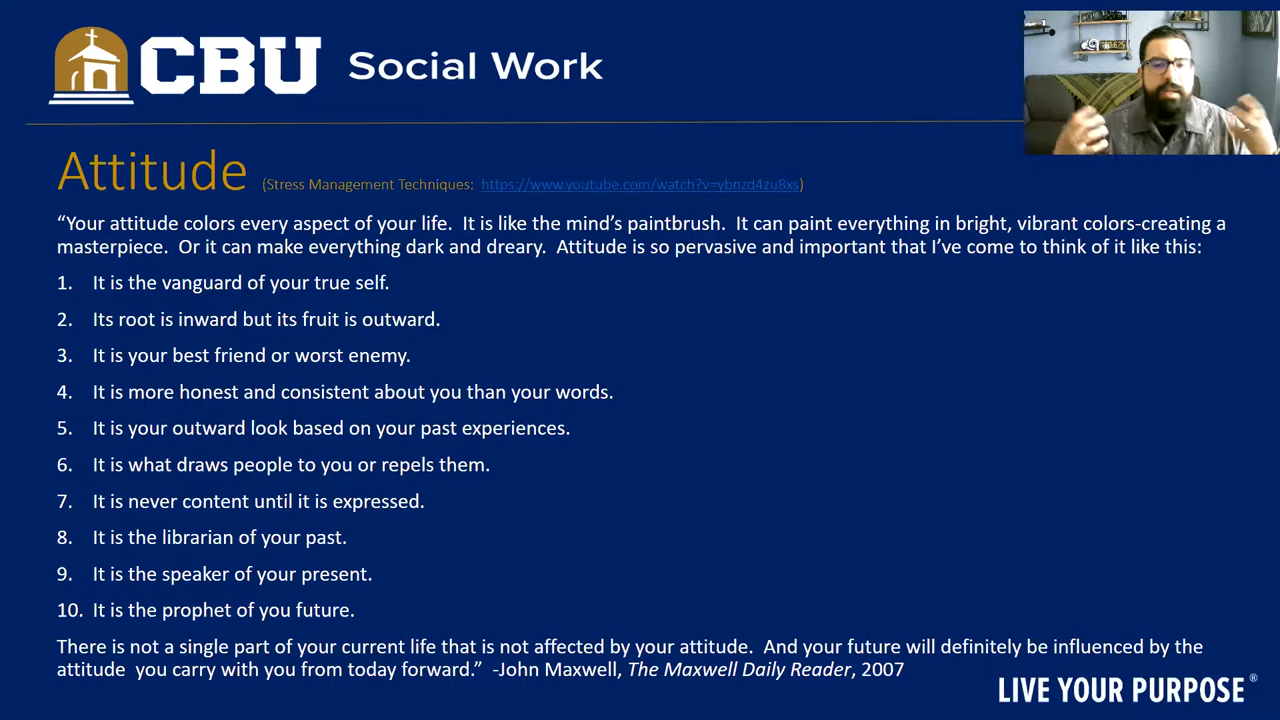 CBU Social Work
Attitude (Stress Management Techniques: https://www.youtube.com/watch?v=ybnzd4zu8xs)
“Your attitude colors every aspect of your life.  It is like the mind’s paintbrush.  It can paint everything in bright, vibrant colors-creating a
masterpiece.  Or it can make everything dark and dreary.  Attitude is so pervasive and important that I’ve come to think of it like this:
1. It is the vanguard of your true self.
2. Its root is inward but its fruit is outward.
3. It is your best friend or worst enemy.
4. It is more honest and consistent about you than your words.
5. It is your outward look based on your past experiences.
6. It is what draws people to you or repels them.
7. It is never content until it is expressed.
8. It is the librarian of your past.
9. It is the speaker of your present.
10. It is the prophet of you future.
There is not a single part of your current life that is not affected by your attitude.  And your future will definitely be influenced by the
attitude  you carry with you from today forward.” -John Maxwell, The Maxwell Daily Reader, 2007
LIVE YOUR PURPOSE®